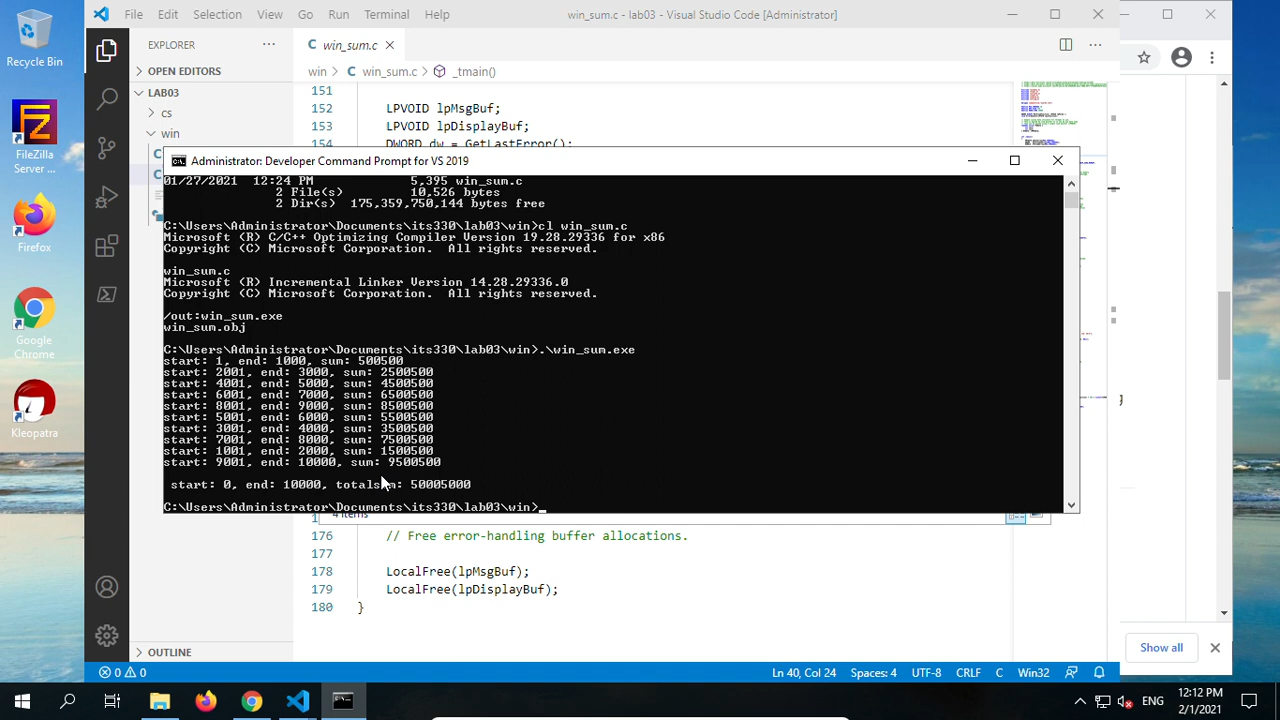 Recycle Bin
FileZilla
Server ...
Firefox
Google
Chrome
Kleopatra
File Edit Selection View Go Run Terminal Help
win_sum.c - lab03 - Visual Studio Code [Administrator]
EXPLORER
OPEN EDITORS
LAB03
cs
win
OUTLINE
C win_sum.c
win > C win_sum.c > _tmain()
151
152 LPVOID lpMsgBuf;
153 LPVOID lpDisplayBuf;
154 DWORD dw = GetLastError();
Administrator: Developer Command Prompt for VS 2019
01/27/2021 12:24 PM 5,395 win_sum.c
2 File(s) 10,526 bytes
2 Dir(s) 175,359,750,144 bytes free
C:\Users\Administrator\Documents\its330\lab03\win>cl win_sum.c
Microsoft (R) C/C++ Optimizing Compiler Version 19.28.29336 for x86
Copyright (C) Microsoft Corporation. All rights reserved.
win_sum.c
Microsoft (R) Incremental Linker Version 14.28.29336.0
Copyright (C) Microsoft Corporation. All rights reserved.
/out:win_sum.exe
win_sum.obj
C:\Users\Administrator\Documents\its330\lab03\win>.\win_sum.exe
start: 1, end: 1000, sum: 500500
start: 2001, end: 3000, sum: 2500500
start: 4001, end: 5000, sum: 4500500
start: 6001, end: 7000, sum: 6500500
start: 8001, end: 9000, sum: 8500500
start: 5001, end: 6000, sum: 5500500
start: 3001, end: 4000, sum: 3500500
start: 7001, end: 8000, sum: 7500500
start: 1001, end: 2000, sum: 1500500
start: 9001, end: 10000, sum: 9500500
start: 0, end: 10000, totalsum: 50005000
C:\Users\Administrator\Documents\its330\lab03\win>_
4 items
176 // Free error-handling buffer allocations.
177
178 LocalFree(lpMsgBuf);
179 LocalFree(lpDisplayBuf);
180 }
Show all
0 0
Ln 40, Col 24 Spaces: 4 UTF-8 CRLF C Win32
ENG
12:12 PM
2/1/2021